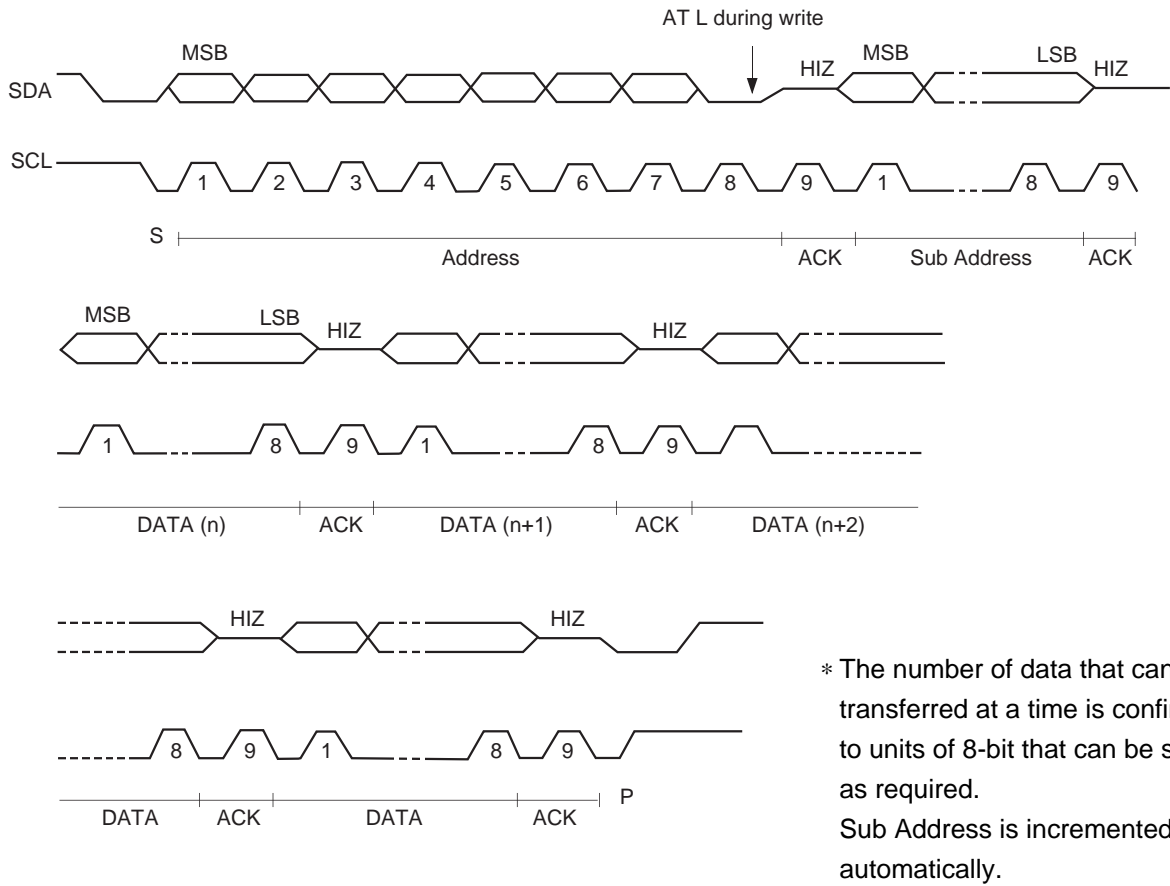 AT L during write
MSB HIZ MSB LSB HIZ
SDA
SCL
1 2 3 4 5 6 7 8 9 1 8 9
S Address ACK Sub Address ACK
MSB LSB HIZ HIZ
1 8 9 1 8 9
DATA (n) ACK DATA (n+1) ACK DATA (n+2)
HIZ HIZ
8 9 1 8 9
DATA ACK DATA ACK P
* The number of data that can
transferred at a time is
to units of 8-bit that can be
as required.
Sub Address is incremented
automatically.